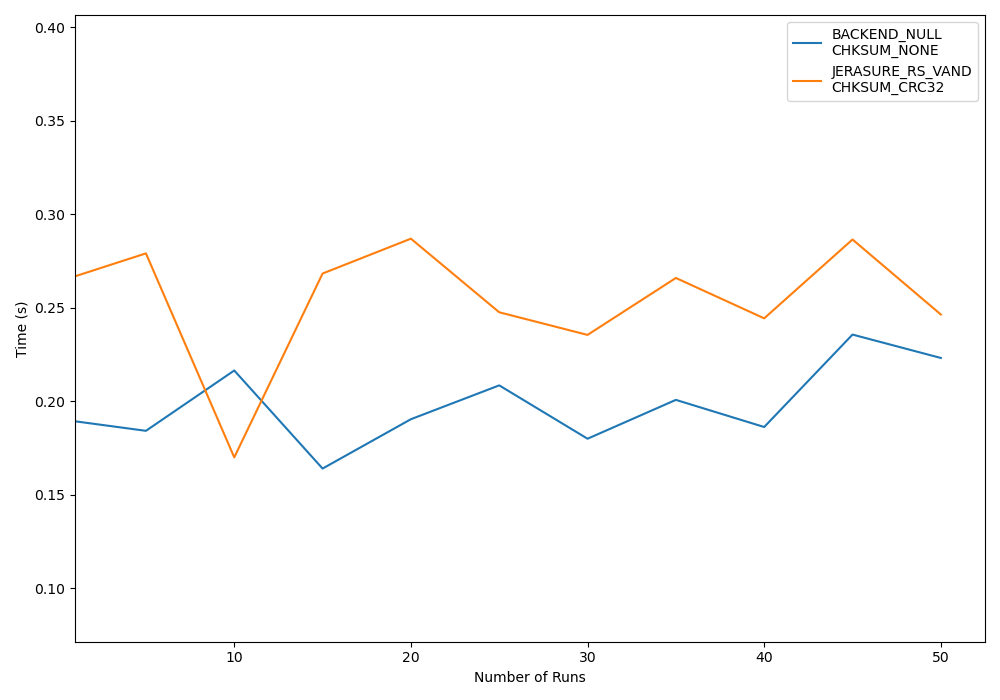 0.40
0.35
0.30
0.25
0.20
0.15
0.10
Time (s)
10 20 30 40 50
Number of Runs
BACKEND_NULL
CHKSUM_NONE
JERASURE_RS_VAND
CHKSUM_CRC32